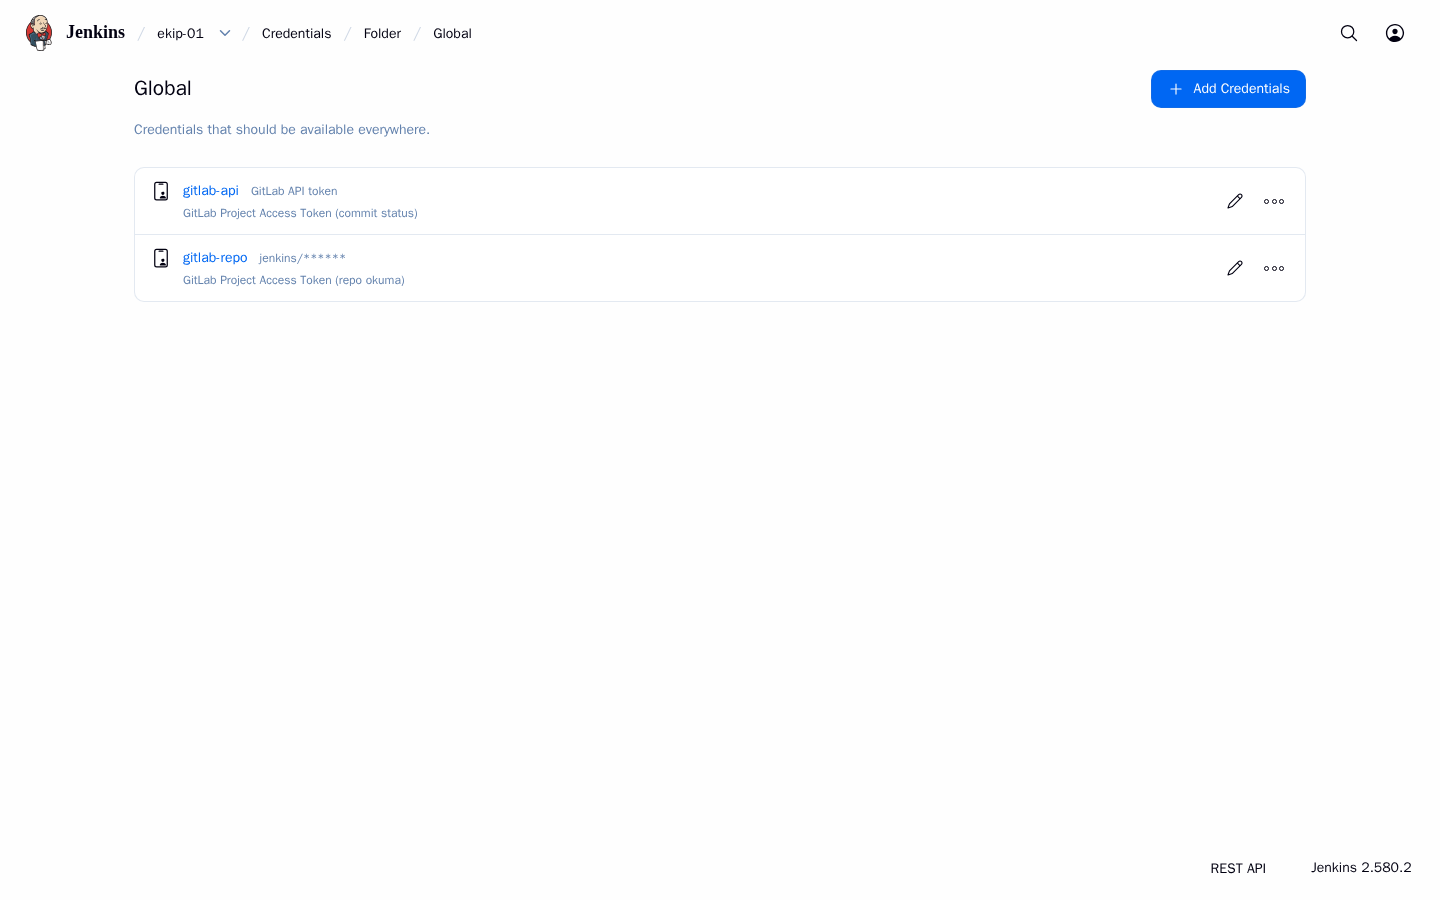 Jenkins / ekip-01 / Credentials / Folder / Global
Global
Add Credentials
Credentials that should be available everywhere.
gitlab-api GitLab API token
GitLab Project Access Token (commit status)
gitlab-repo jenkins/******
GitLab Project Access Token (repo okuma)
REST API Jenkins 2.580.2